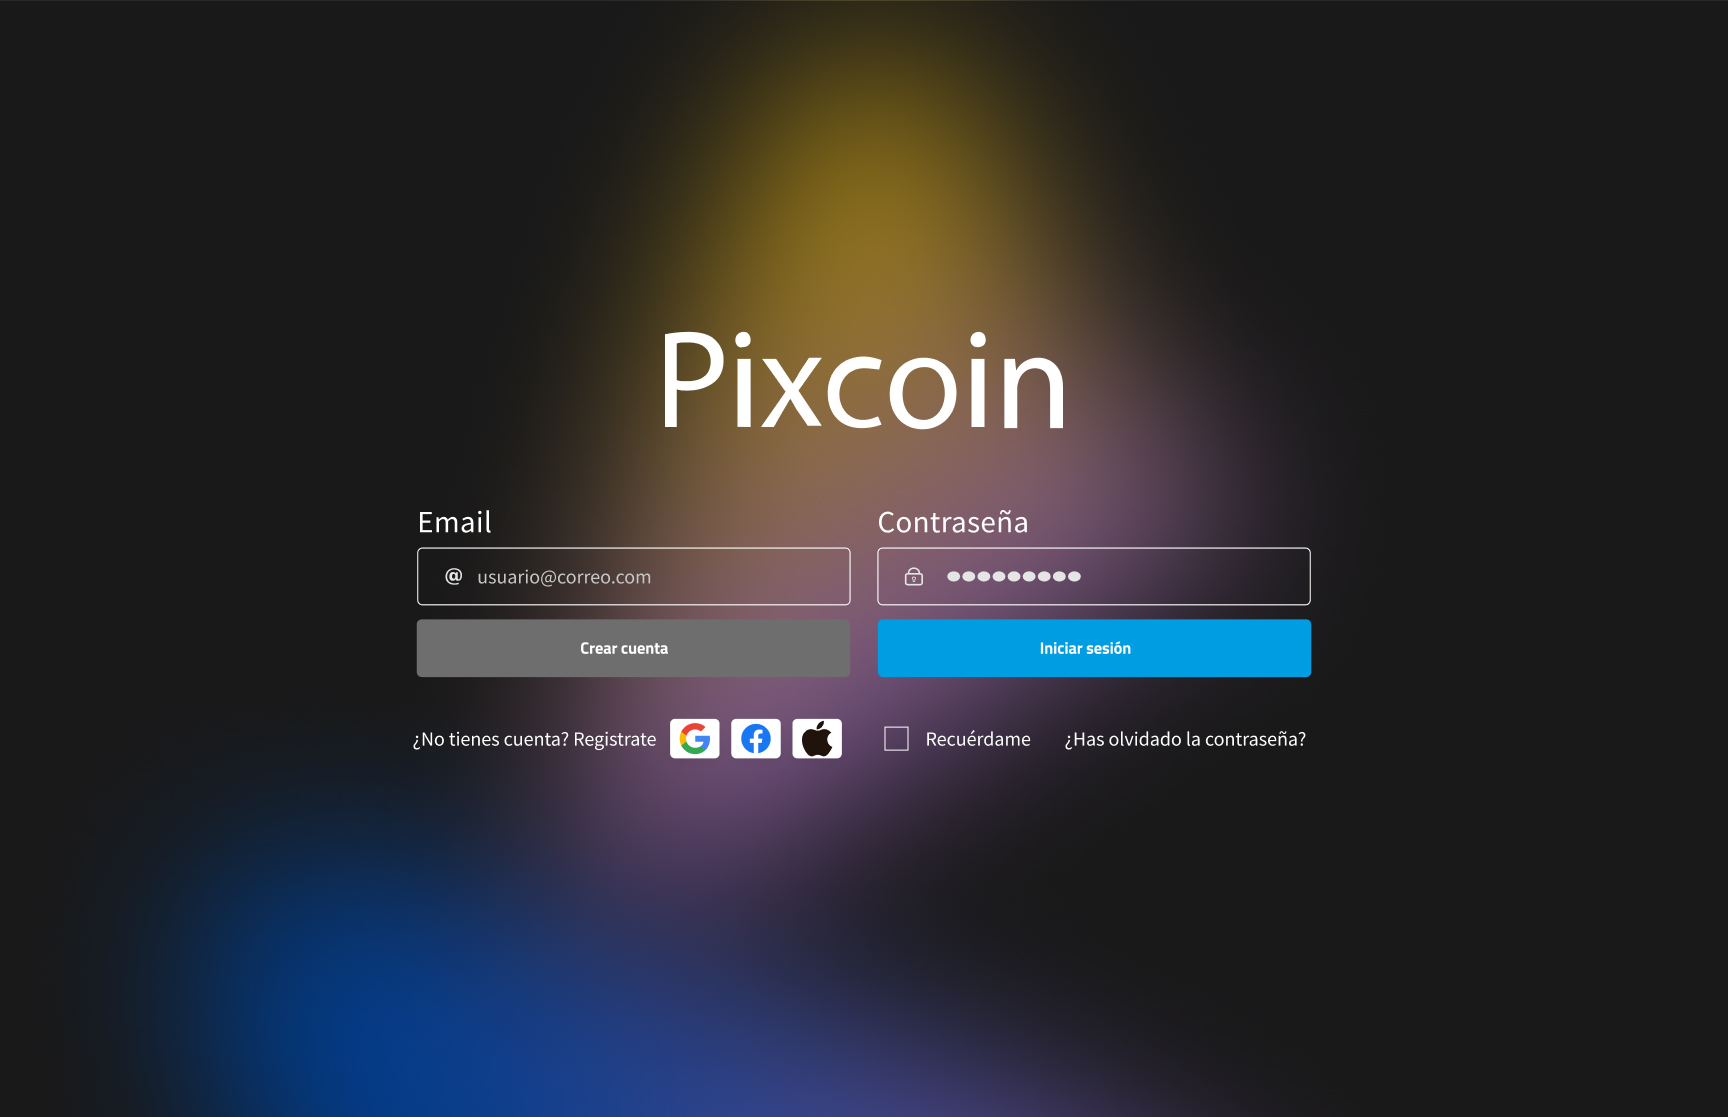 Pixcoin
Email
Contraseña
@ usuario@correo.com
●●●●●●●●●
Crear cuenta
Iniciar sesión
¿No tienes cuenta? Registrate
Recuérdame
¿Has olvidado la contraseña?